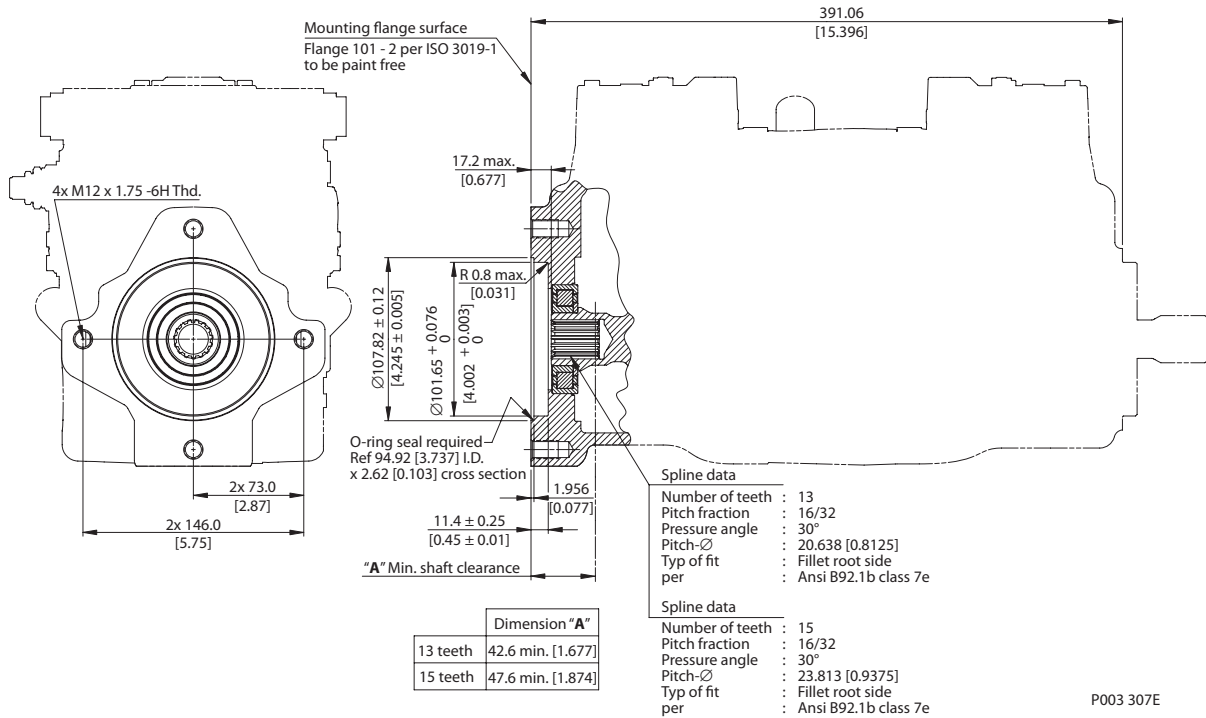 391.06
[15.396]
Mounting flange surface
Flange 101 - 2 per ISO 3019-1
to be paint free
17.2 max.
[0.677]
4x M12 x 1.75 -6H Thd.
R 0.8 max.
[0.031]
Ø107.82 ± 0.12
[4.245 ± 0.005]
Ø101.65 + 0.076
0
[4.002 + 0.003]
0
O-ring seal required
Ref 94.92 [3.737] I.D.
x 2.62 [0.103] cross section
2x 73.0
[2.87]
2x 146.0
[5.75]
1.956
[0.077]
11.4 ± 0.25
[0.45 ± 0.01]
"A" Min. shaft clearance
Spline data
Number of teeth : 13
Pitch fraction : 16/32
Pressure angle : 30°
Pitch-Ø : 20.638 [0.8125]
Typ of fit : Fillet root side
per : Ansi B92.1b class 7e
Spline data
Number of teeth : 15
Pitch fraction : 16/32
Pressure angle : 30°
Pitch-Ø : 23.813 [0.9375]
Typ of fit : Fillet root side
per : Ansi B92.1b class 7e
Dimension "A"
13 teeth 42.6 min. [1.677]
15 teeth 47.6 min. [1.874]
P003 307E